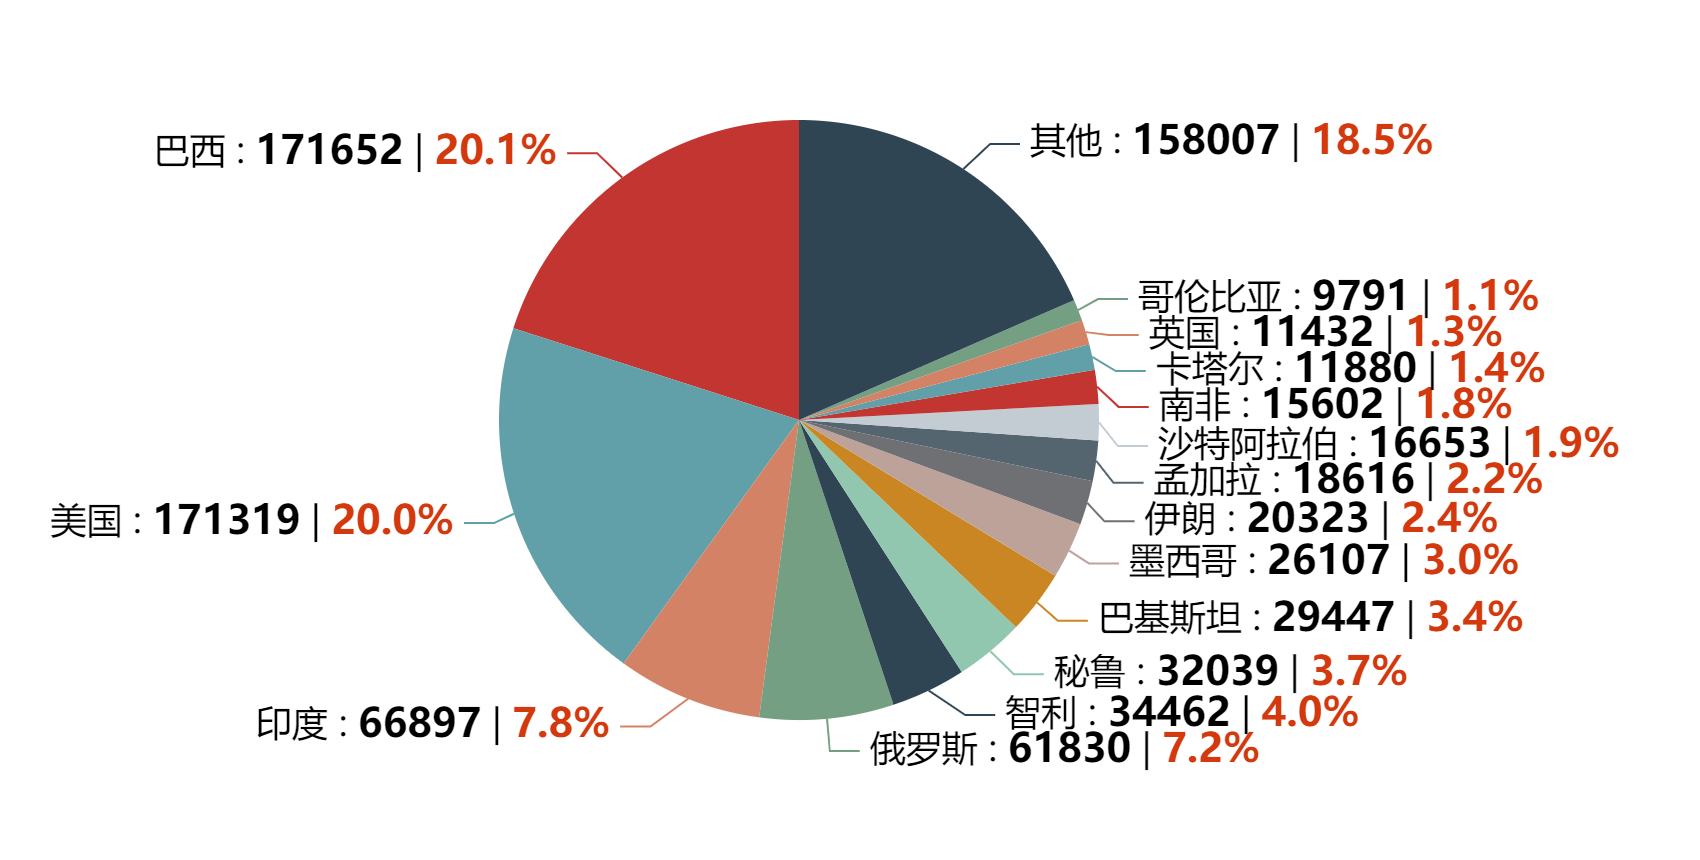 其他 : 158007 | 18.5%
巴西 : 171652 | 20.1%
哥伦比亚 : 9791 | 1.1%
英国 : 11432 | 1.3%
卡塔尔 : 11880 | 1.4%
南非 : 15602 | 1.8%
沙特阿拉伯 : 16653 | 1.9%
孟加拉 : 18616 | 2.2%
伊朗 : 20323 | 2.4%
美国 : 171319 | 20.0%
墨西哥 : 26107 | 3.0%
巴基斯坦 : 29447 | 3.4%
秘鲁 : 32039 | 3.7%
智利 : 34462 | 4.0%
印度 : 66897 | 7.8%
俄罗斯 : 61830 | 7.2%